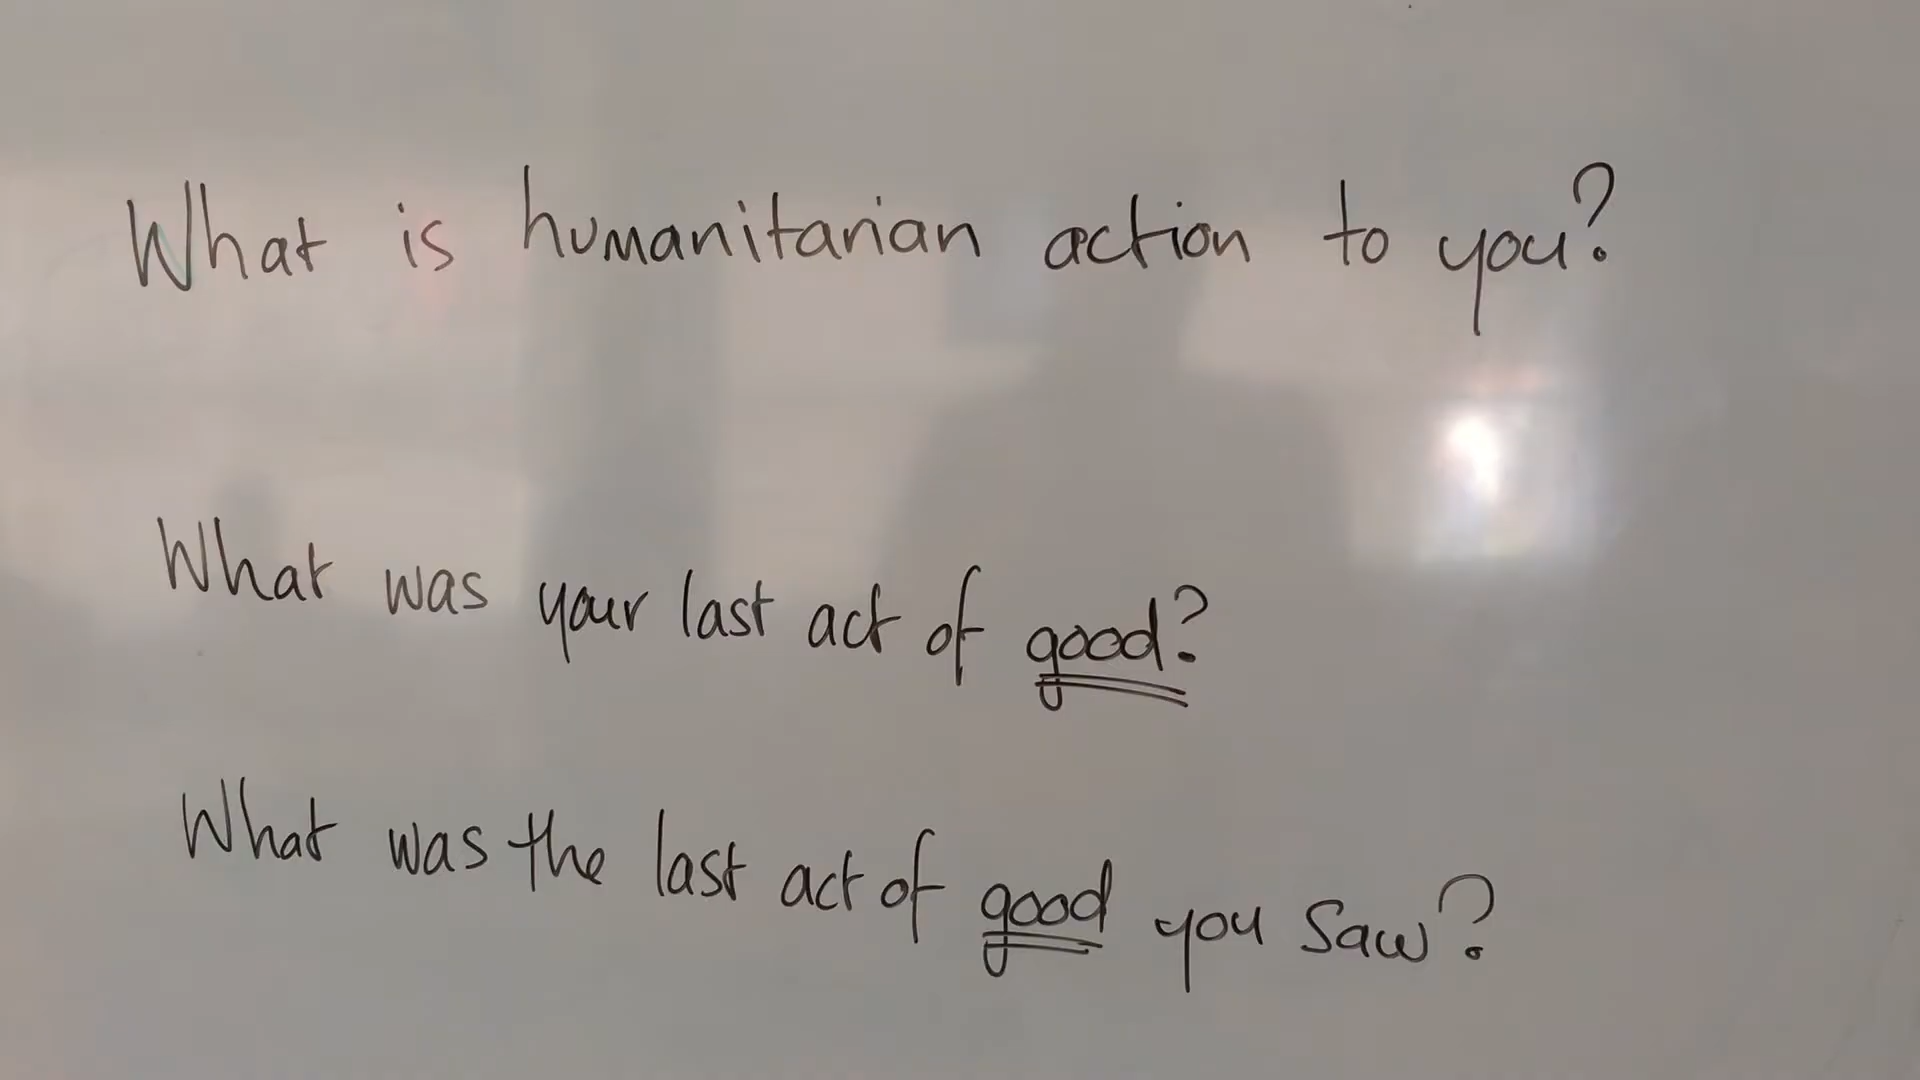 What is humanitarian action to you?
What was your last act of good?
What was the last act of good you saw?